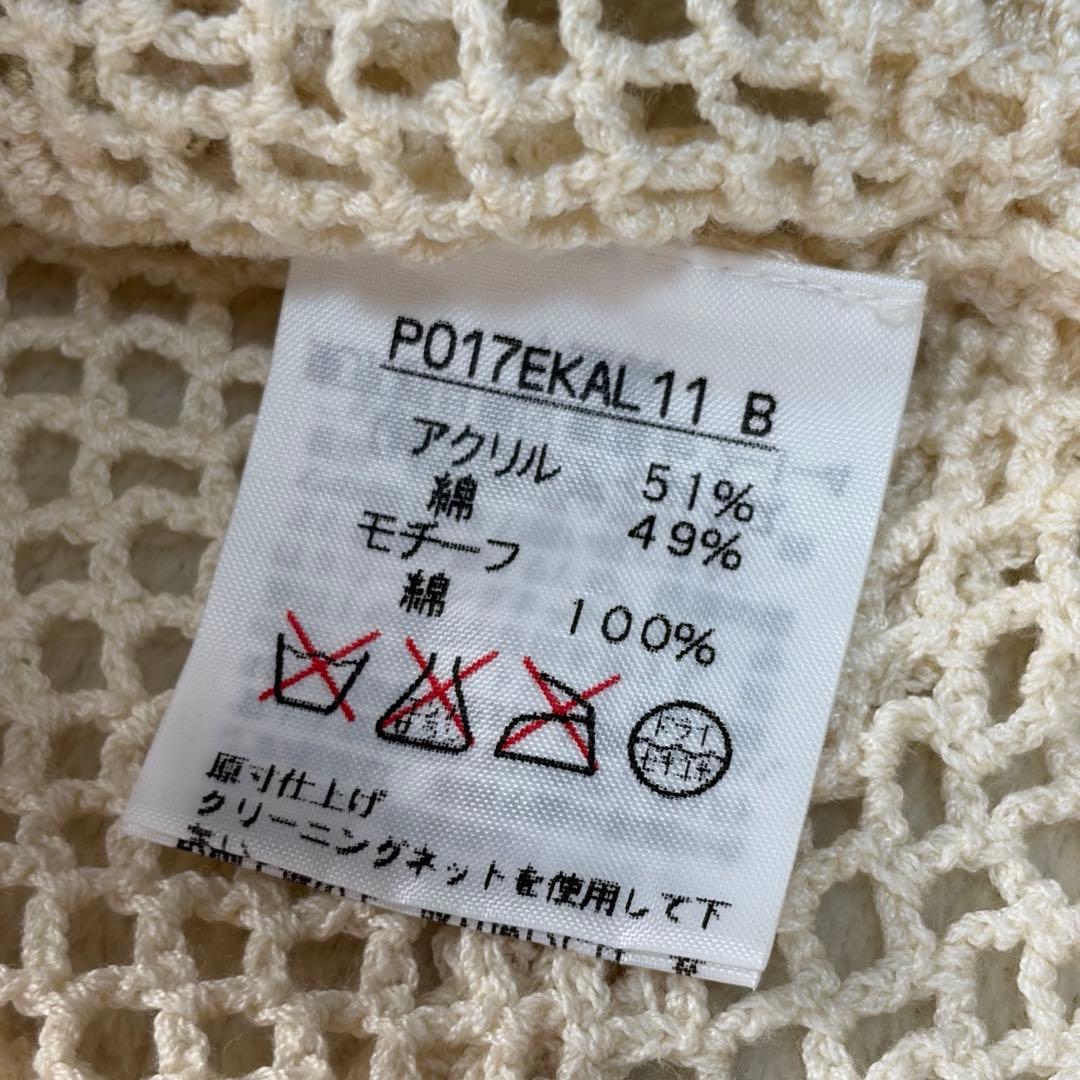 P017EKAL11 B
アクリル 51%
綿 49%
モチーフ
綿 100%
ドライ
セキユ系
原寸仕上げ
クリーニングネットを使用して下
さい